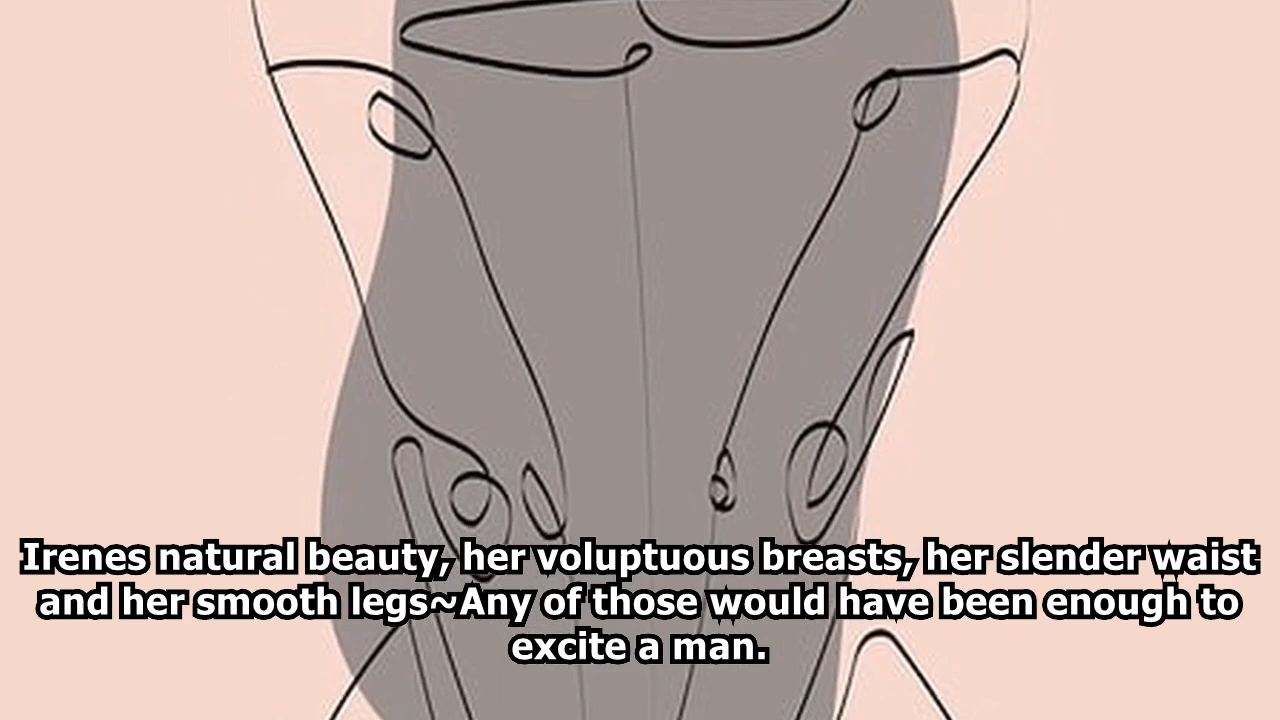 Irenes natural beauty, her voluptuous breasts, her slender waist
and her smooth legs~Any of those would have been enough to
excite a man.